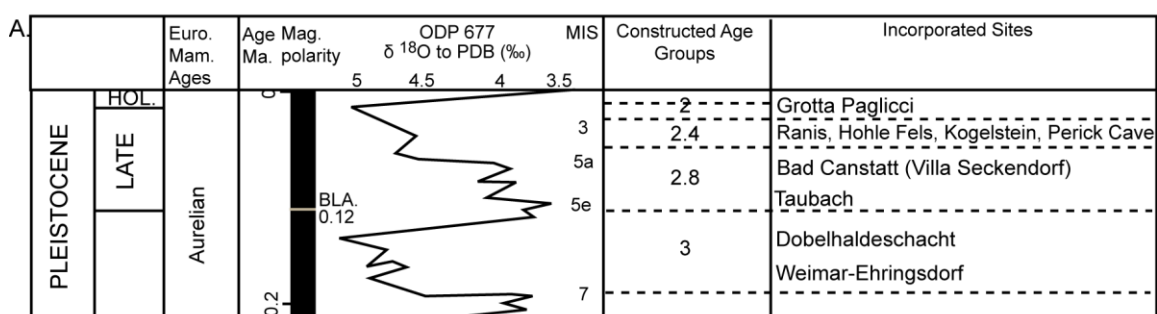 A.
Euro. Mam. Ages
Age Ma.
Mag. polarity
ODP 677
δ 18O to PDB (‰)
5 4.5 4 3.5
MIS
Constructed Age Groups
Incorporated Sites
PLEISTOCENE
HOL.
LATE
Aurelian
0
BLA.
0.12
0.2
3
5a
5e
7
2
Grotta Paglicci
2.4
Ranis, Hohle Fels, Kogelstein, Perick Cave
2.8
Bad Canstatt (Villa Seckendorf)
Taubach
3
Dobelhaldeschacht
Weimar-Ehringsdorf